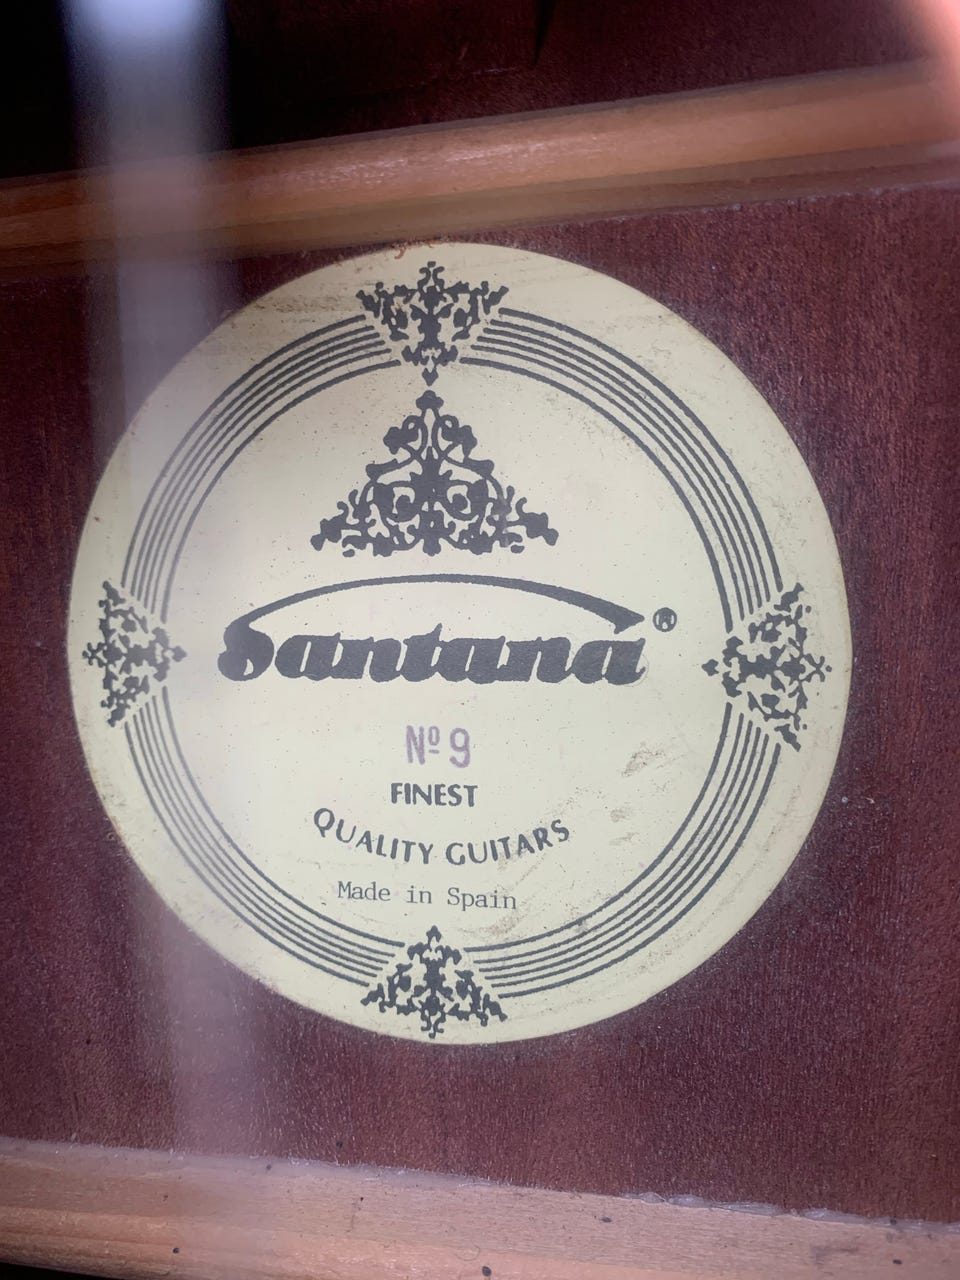 Santana®
Nº 9
FINEST
QUALITY GUITARS
Made in Spain